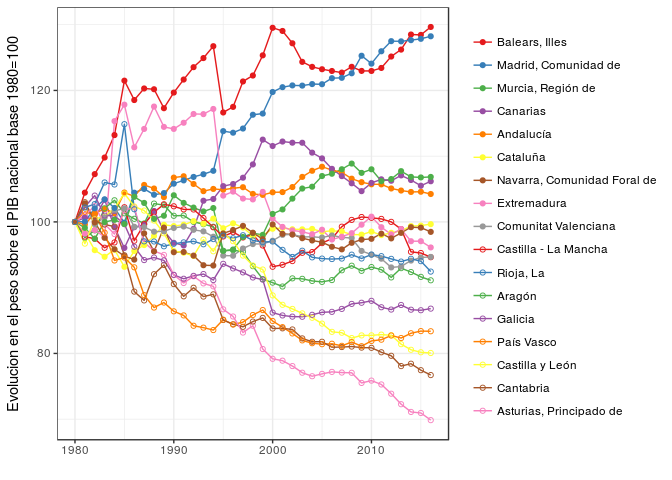 Evolucion en el peso sobre el PIB nacional base 1980=100
120
100
80
1980
1990
2000
2010
Balears, Illes
Madrid, Comunidad de
Murcia, Región de
Canarias
Andalucía
Cataluña
Navarra, Comunidad Foral de
Extremadura
Comunitat Valenciana
Castilla - La Mancha
Rioja, La
Aragón
Galicia
País Vasco
Castilla y León
Cantabria
Asturias, Principado de